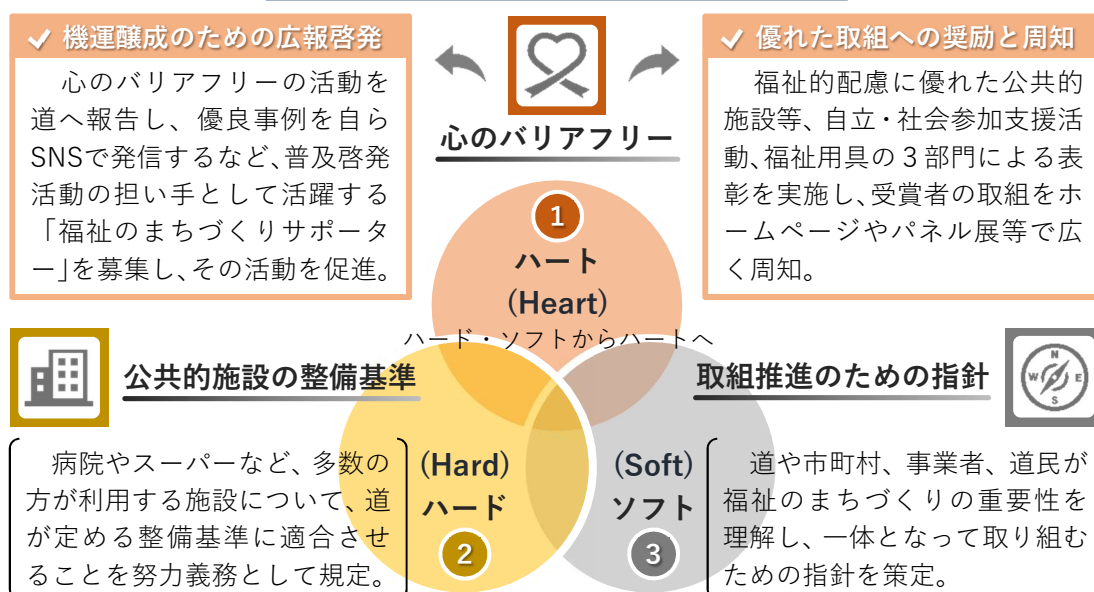 ✓ 機運醸成のための広報啓発
心のバリアフリーの活動を
道へ報告し、優良事例を自ら
SNSで発信するなど、普及啓発
活動の担い手として活躍する
「福祉のまちづくりサポータ
ー」を募集し、その活動を促進。
心のバリアフリー
✓ 優れた取組への奨励と周知
福祉的配慮に優れた公共的
施設等、自立・社会参加支援活
動、福祉用具の３部門による表
彰を実施し、受賞者の取組をホ
ームページやパネル展等で広
く周知。
1
ハート
(Heart)
ハード・ソフトからハートへ
公共的施設の整備基準
病院やスーパーなど、多数の
方が利用する施設について、道
が定める整備基準に適合させ
ることを努力義務として規定。
(Hard)
ハード
2
取組推進のための指針
N
W
E
S
(Soft)
ソフト
3
道や市町村、事業者、道民が
福祉のまちづくりの重要性を
理解し、一体となって取り組む
ための指針を策定。